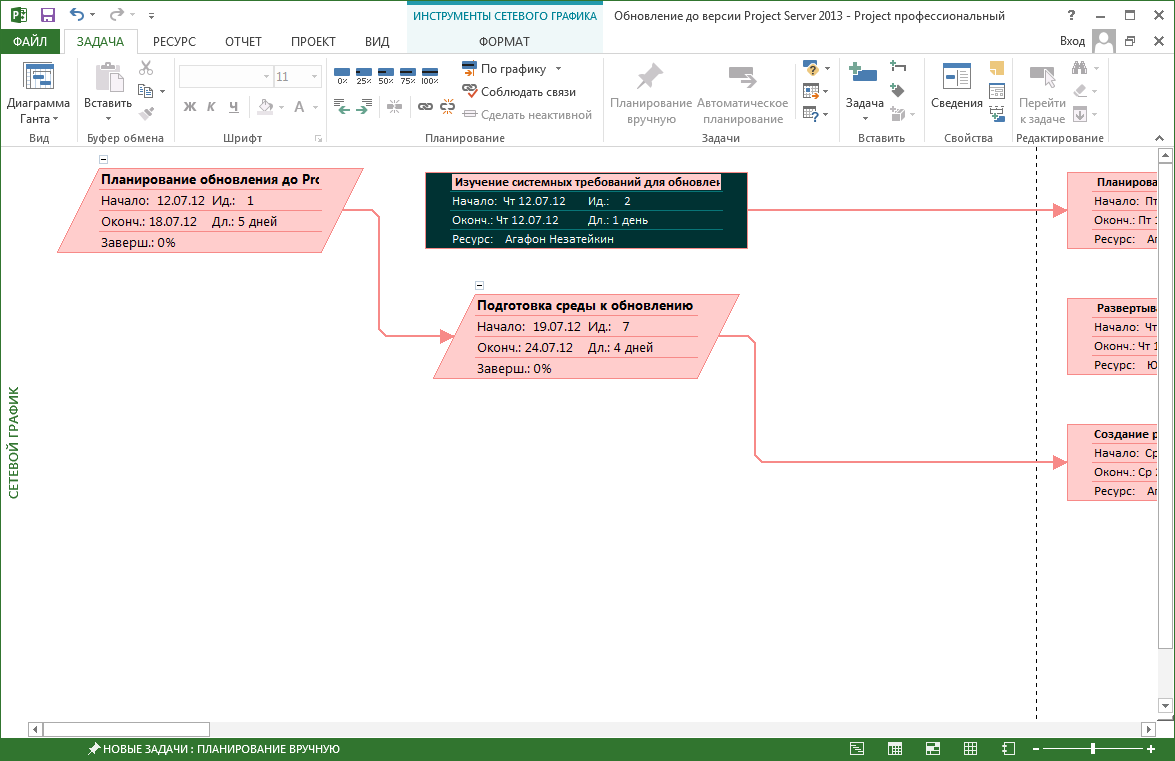 ИНСТРУМЕНТЫ СЕТЕВОГО ГРАФИКА
Обновление до версии Project Server 2013 - Project профессиональный
ФАЙЛ ЗАДАЧА РЕСУРС ОТЧЕТ ПРОЕКТ ВИД ФОРМАТ Вход
Диаграмма Ганта
Вид
Вставить
Буфер обмена
11
Ж К Ч А
Шрифт
0% 25% 50% 75% 100%
По графику
Соблюдать связи
Сделать неактивной
Планирование
Планирование вручную
Автоматическое планирование
Задачи
Задача
Вставить
Сведения
Свойства
Перейти к задаче
Редактирование
СЕТЕВОЙ ГРАФИК
Планирование обновления до Pro
Начало: 12.07.12 Ид.: 1
Оконч.: 18.07.12 Дл.: 5 дней
Заверш.: 0%
Изучение системных требований для обновлен
Начало: Чт 12.07.12 Ид.: 2
Оконч.: Чт 12.07.12 Дл.: 1 день
Ресурс: Агафон Незатейкин
Подготовка среды к обновлению
Начало: 19.07.12 Ид.: 7
Оконч.: 24.07.12 Дл.: 4 дней
Заверш.: 0%
Планирова
Начало: Пт
Оконч.: Пт 1
Ресурс: Аг
Развертыва
Начало: Чт
Оконч.: Чт 1
Ресурс: Ю
Создание р
Начало: Ср
Оконч.: Ср 2
Ресурс: Аг
НОВЫЕ ЗАДАЧИ : ПЛАНИРОВАНИЕ ВРУЧНУЮ